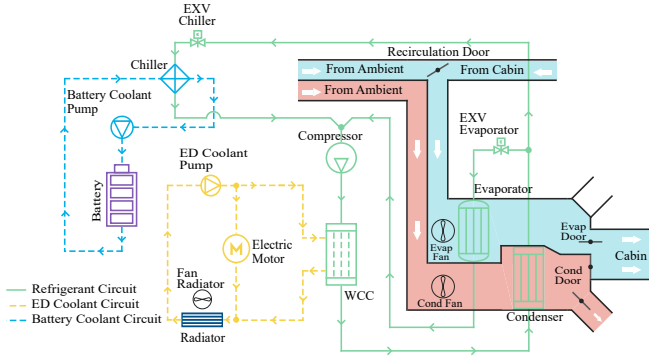 EXV
Chiller
Recirculation Door
Chiller
From Ambient
From Cabin
Battery Coolant
Pump
From Ambient
EXV
Evaporator
Compressor
ED Coolant
Pump
Evaporator
Battery
M
Electric
Motor
Evap
Door
Evap
Fan
Cabin
Fan
Radiator
Cond
Door
Refrigerant Circuit
ED Coolant Circuit
Battery Coolant Circuit
WCC
Cond Fan
Condenser
Radiator